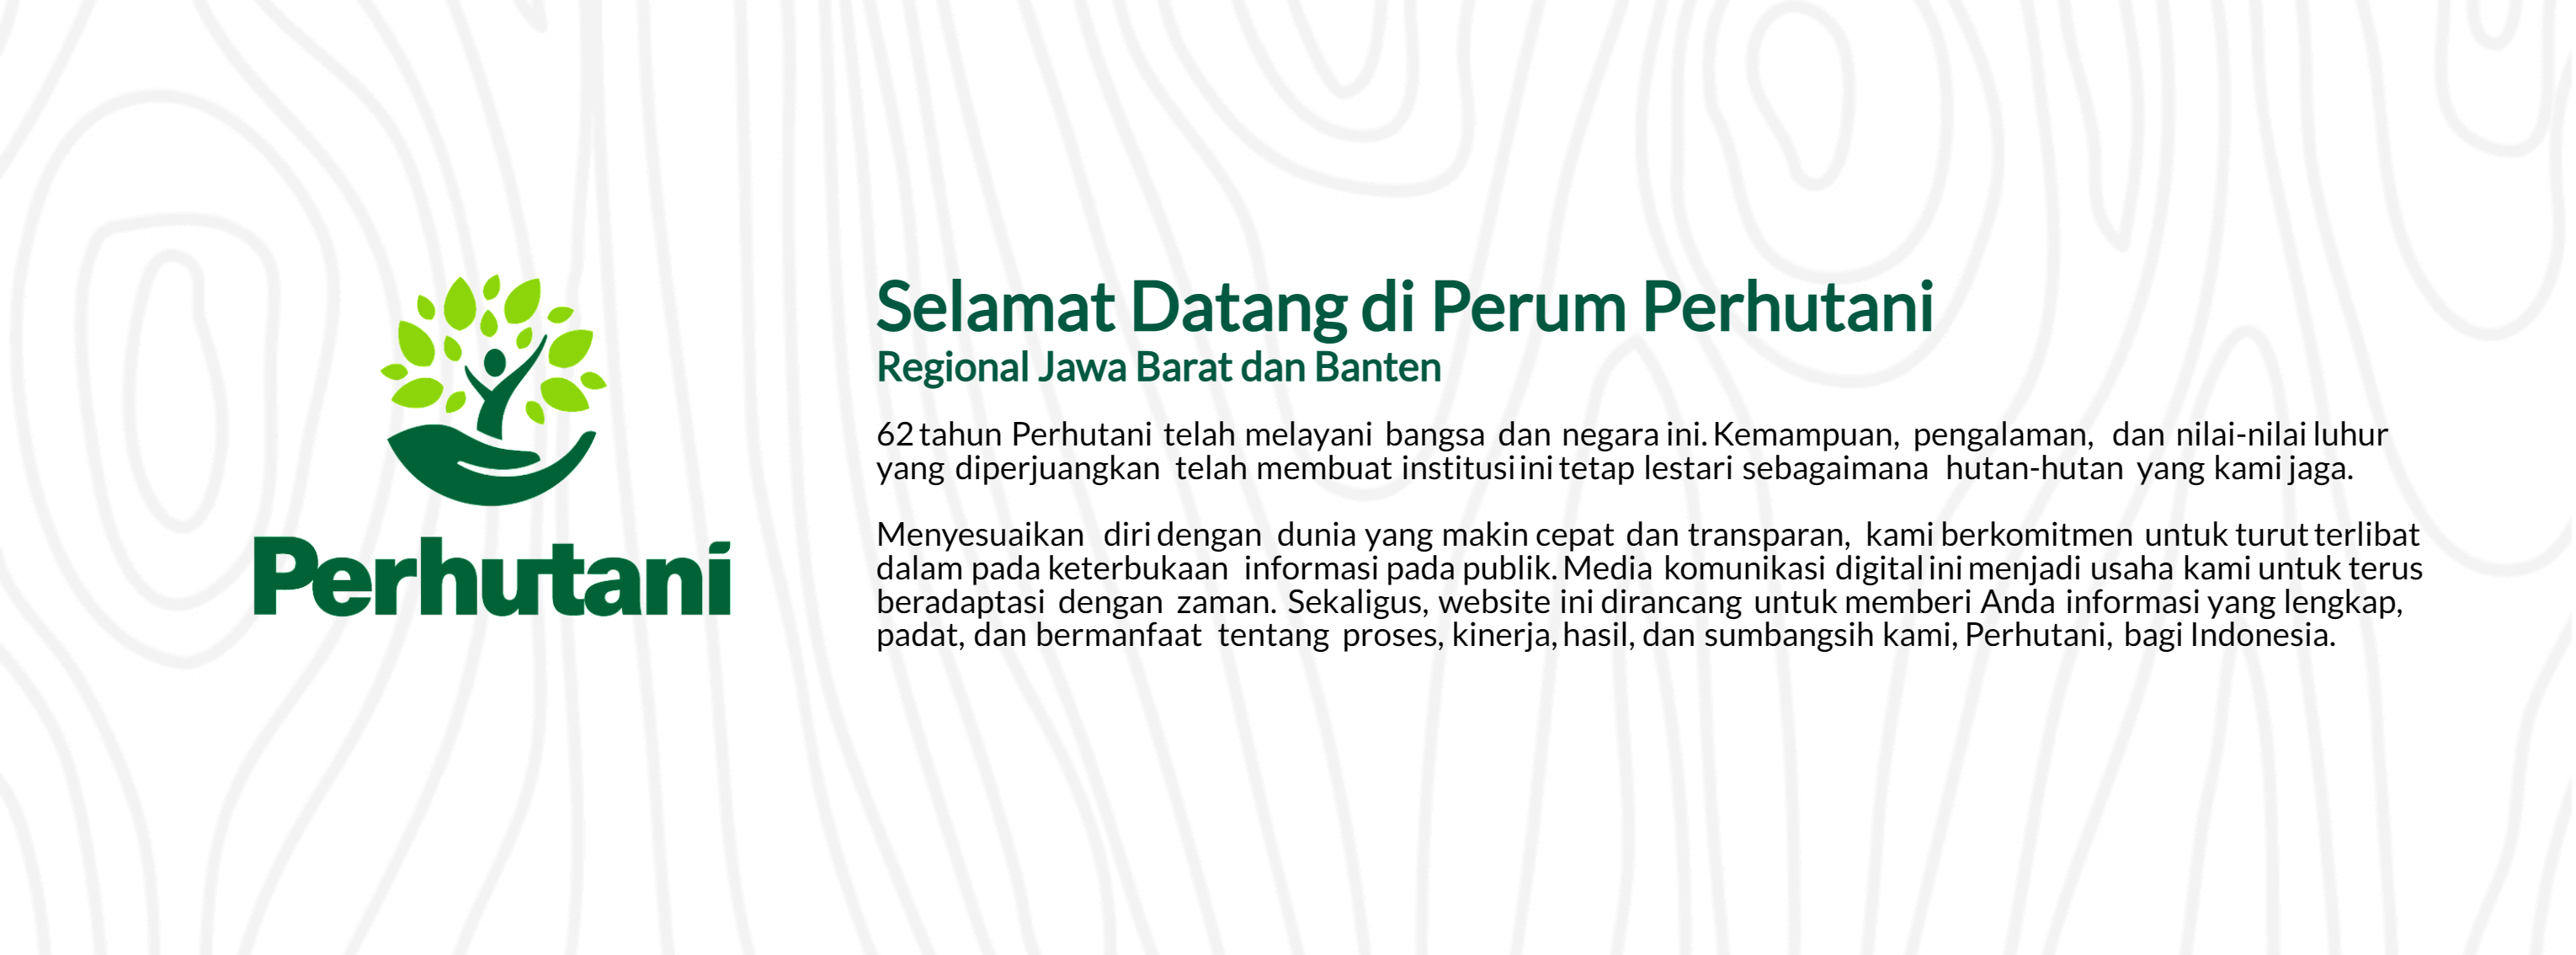 Perhutani
Selamat Datang di Perum Perhutani
Regional Jawa Barat dan Banten
62 tahun Perhutani telah melayani bangsa dan negara ini. Kemampuan, pengalaman, dan nilai-nilai luhur
yang diperjuangkan telah membuat institusi ini tetap lestari sebagaimana hutan-hutan yang kami jaga.
Menyesuaikan diri dengan dunia yang makin cepat dan transparan, kami berkomitmen untuk turut terlibat
dalam pada keterbukaan informasi pada publik. Media komunikasi digital ini menjadi usaha kami untuk terus
beradaptasi dengan zaman. Sekaligus, website ini dirancang untuk memberi Anda informasi yang lengkap,
padat, dan bermanfaat tentang proses, kinerja, hasil, dan sumbangsih kami, Perhutani, bagi Indonesia.